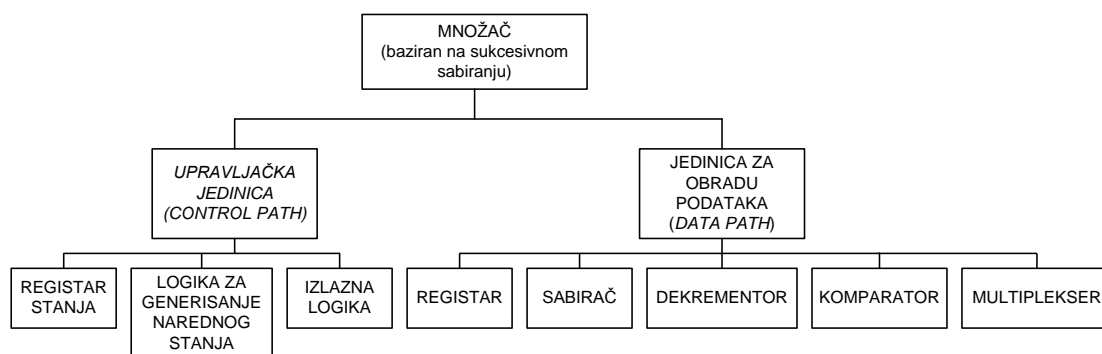 MNOŽAČ
(baziran na sukcesivnom
sabiranju)
UPRAVLJAČKA
JEDINICA
(CONTROL PATH)
JEDINICA ZA
OBRADU
PODATAKA
(DATA PATH)
REGISTAR
STANJA
LOGIKA ZA
GENERISANJE
NAREDNOG
STANJA
IZLAZNA
LOGIKA
REGISTAR
SABIRAČ
DEKREMENTOR
KOMPARATOR
MULTIPLEKSER